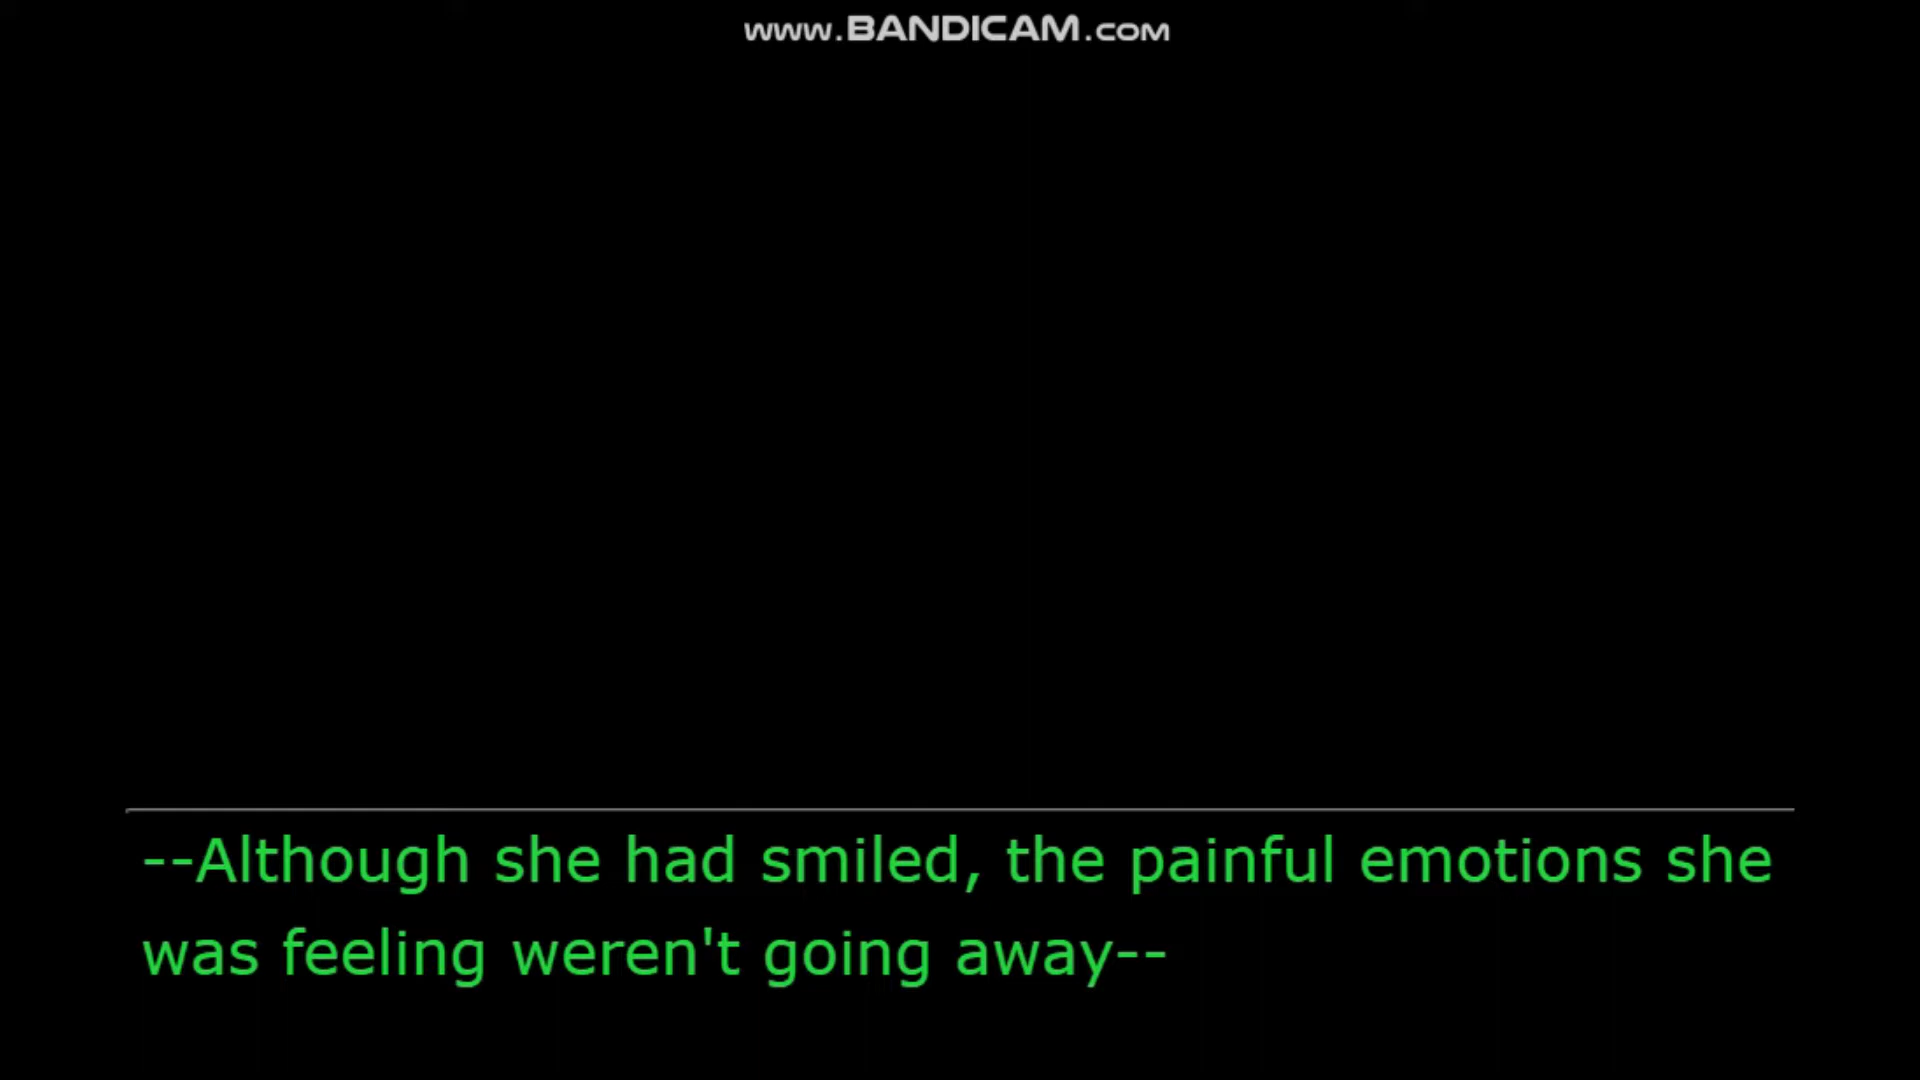 www.BANDICAM.com
--Although she had smiled, the painful emotions she
was feeling weren't going away--